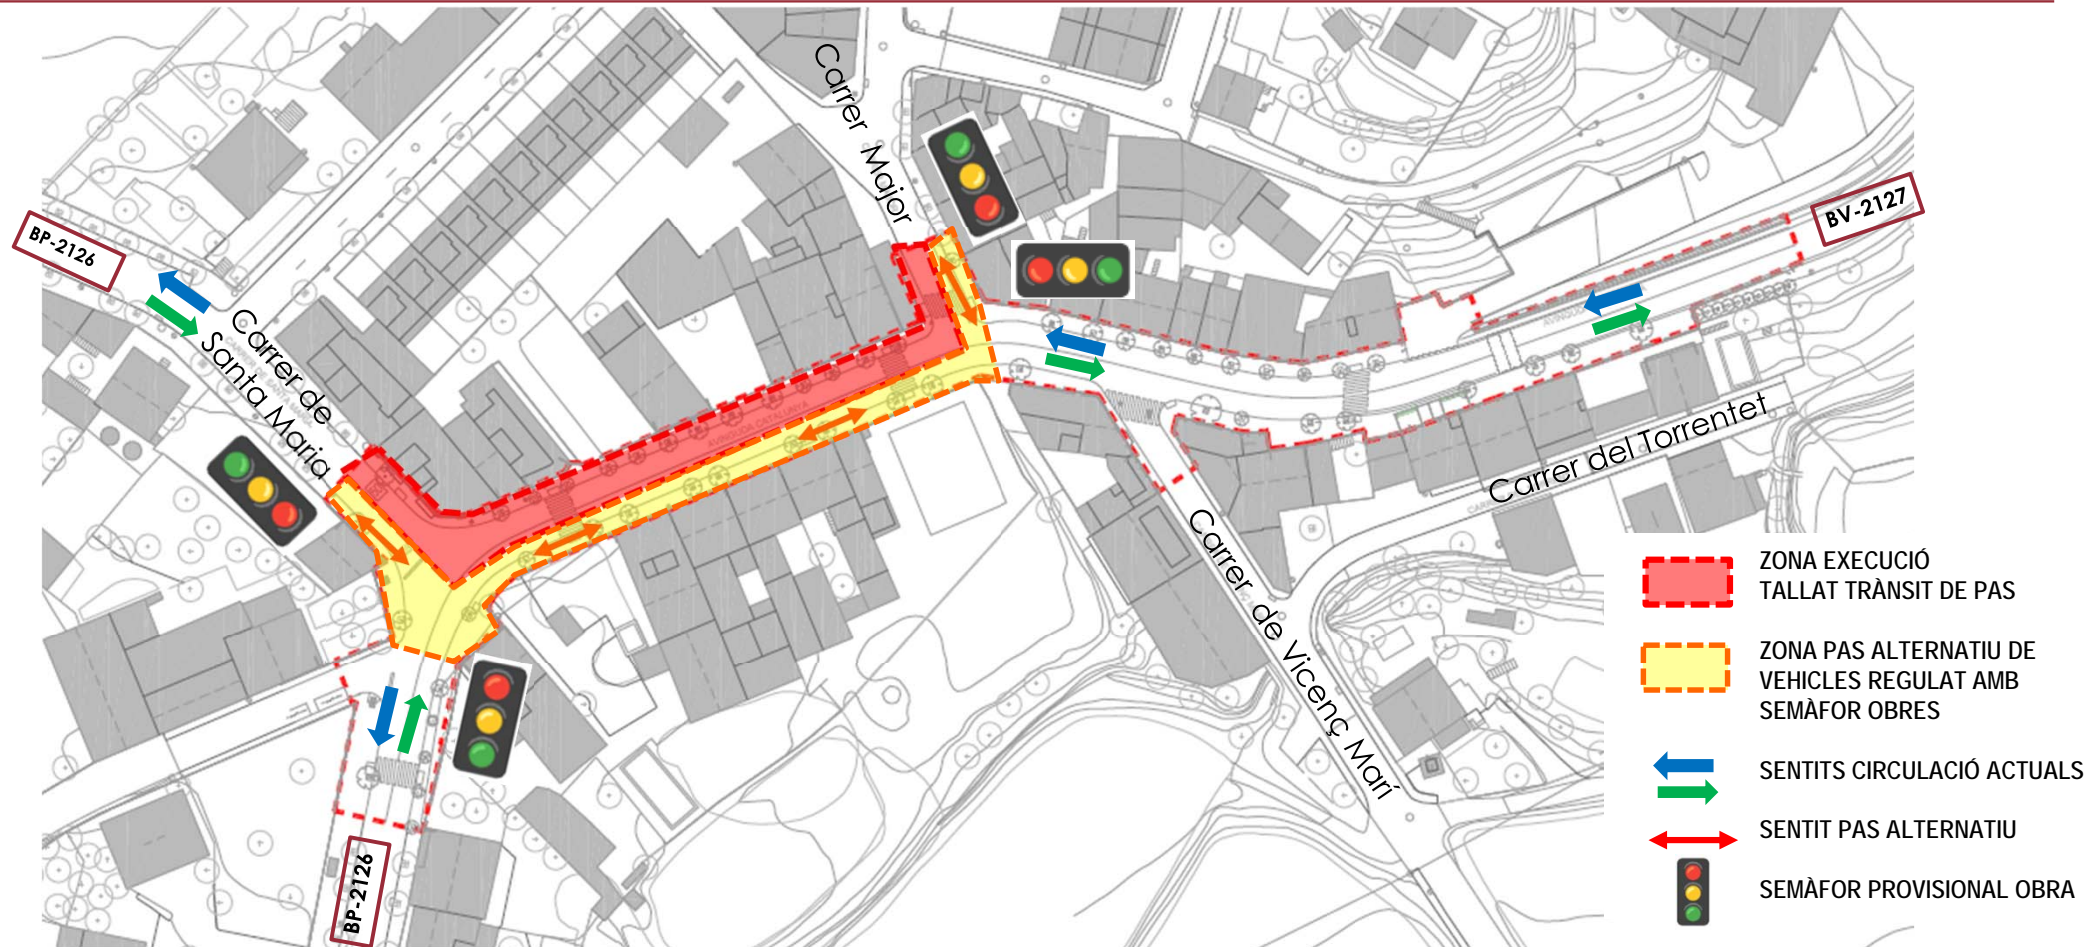 Carrer Major
BP-2126
BV-2127
Carrer de
Santa Maria
AVINGUDA CATALUNYA
Carrer del Torrentet
Carrer de Vicenç Marí
BP-2126
ZONA EXECUCIÓ
TALLAT TRÀNSIT DE PAS
ZONA PAS ALTERNATIU DE
VEHICLES REGULAT AMB
SEMÀFOR OBRES
SENTITS CIRCULACIÓ ACTUALS
SENTIT PAS ALTERNATIU
SEMÀFOR PROVISIONAL OBRA